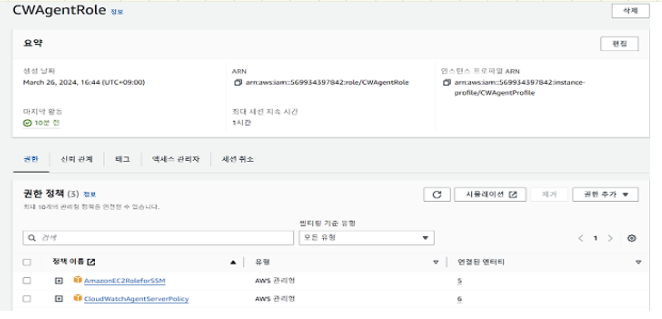 CWAgentRole 정보
삭제
요약
편집
생성 날짜
March 26, 2024, 16:44 (UTC+09:00)
ARN
arn:aws:iam::569934397842:role/CWAgentRole
인스턴스 프로파일 ARN
arn:aws:iam::569934397842:instance-profile/CWAgentProfile
마지막 활동
10분 전
최대 세션 지속 시간
1시간
권한 신뢰 관계 태그 액세스 관리자 세션 취소
권한 정책 (3) 정보
최대 10개의 관리형 정책을 연결할 수 있습니다.
시뮬레이션
제거
권한 추가
필터링 기준 유형
검색
모든 유형
1
정책 이름 유형 연결된 엔터티
AmazonEC2RoleforSSM AWS 관리형 5
CloudWatchAgentServerPolicy AWS 관리형 6